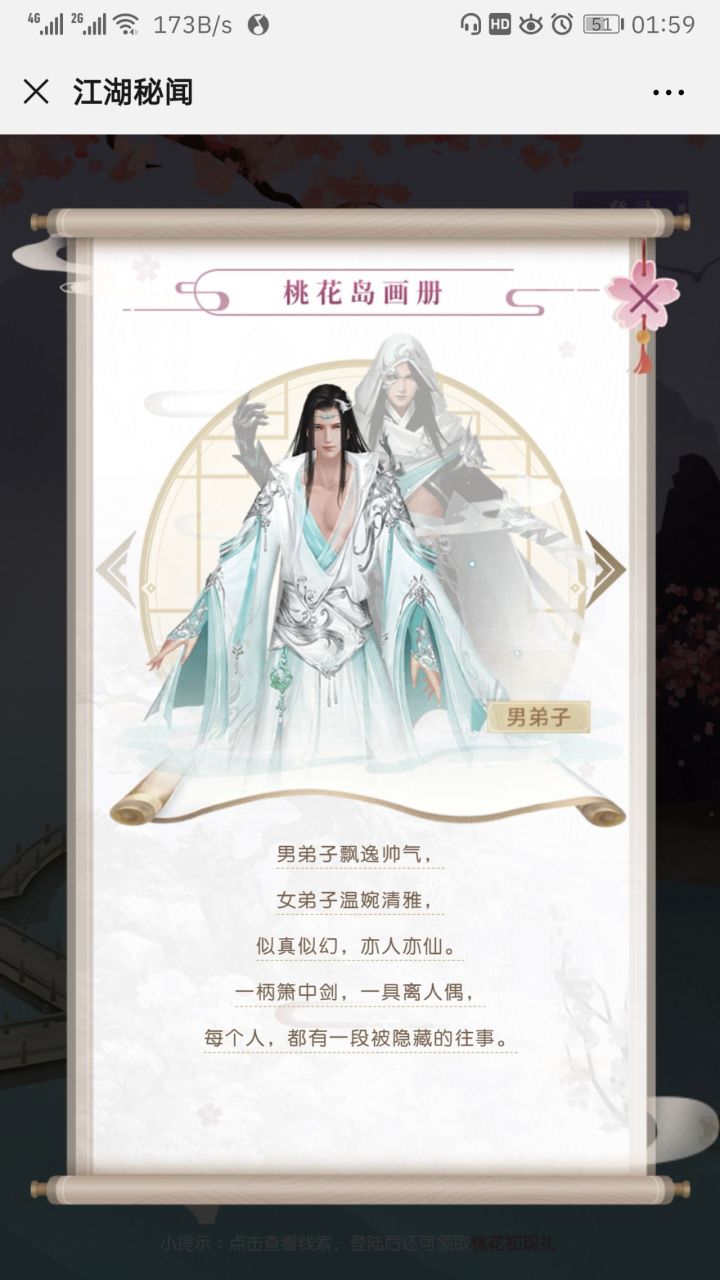 4G 2G 173B/s HD 51 01:59
江湖秘闻
桃花岛画册
男弟子
男弟子飘逸帅气，
女弟子温婉清雅，
似真似幻，亦人亦仙。
一柄箫中剑，一具离人偶，
每个人，都有一段被隐藏的往事。
小提示：点击查看线索，登陆后还可领取桃花初现礼